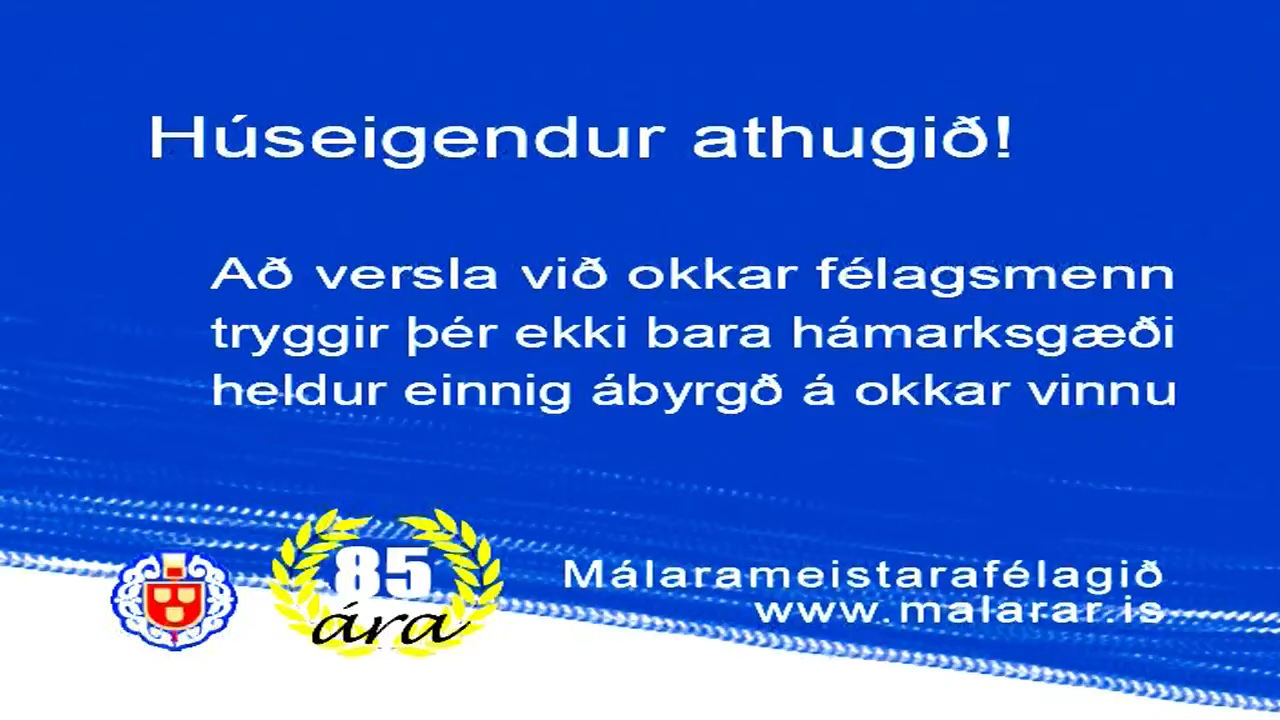 Húseigendur athugið!
Að versla við okkar félagsmenn
tryggir þér ekki bara hámarksgæði
heldur einnig ábyrgð á okkar vinnu
85
ára
Málarameistarafélagið
www.malarar.is